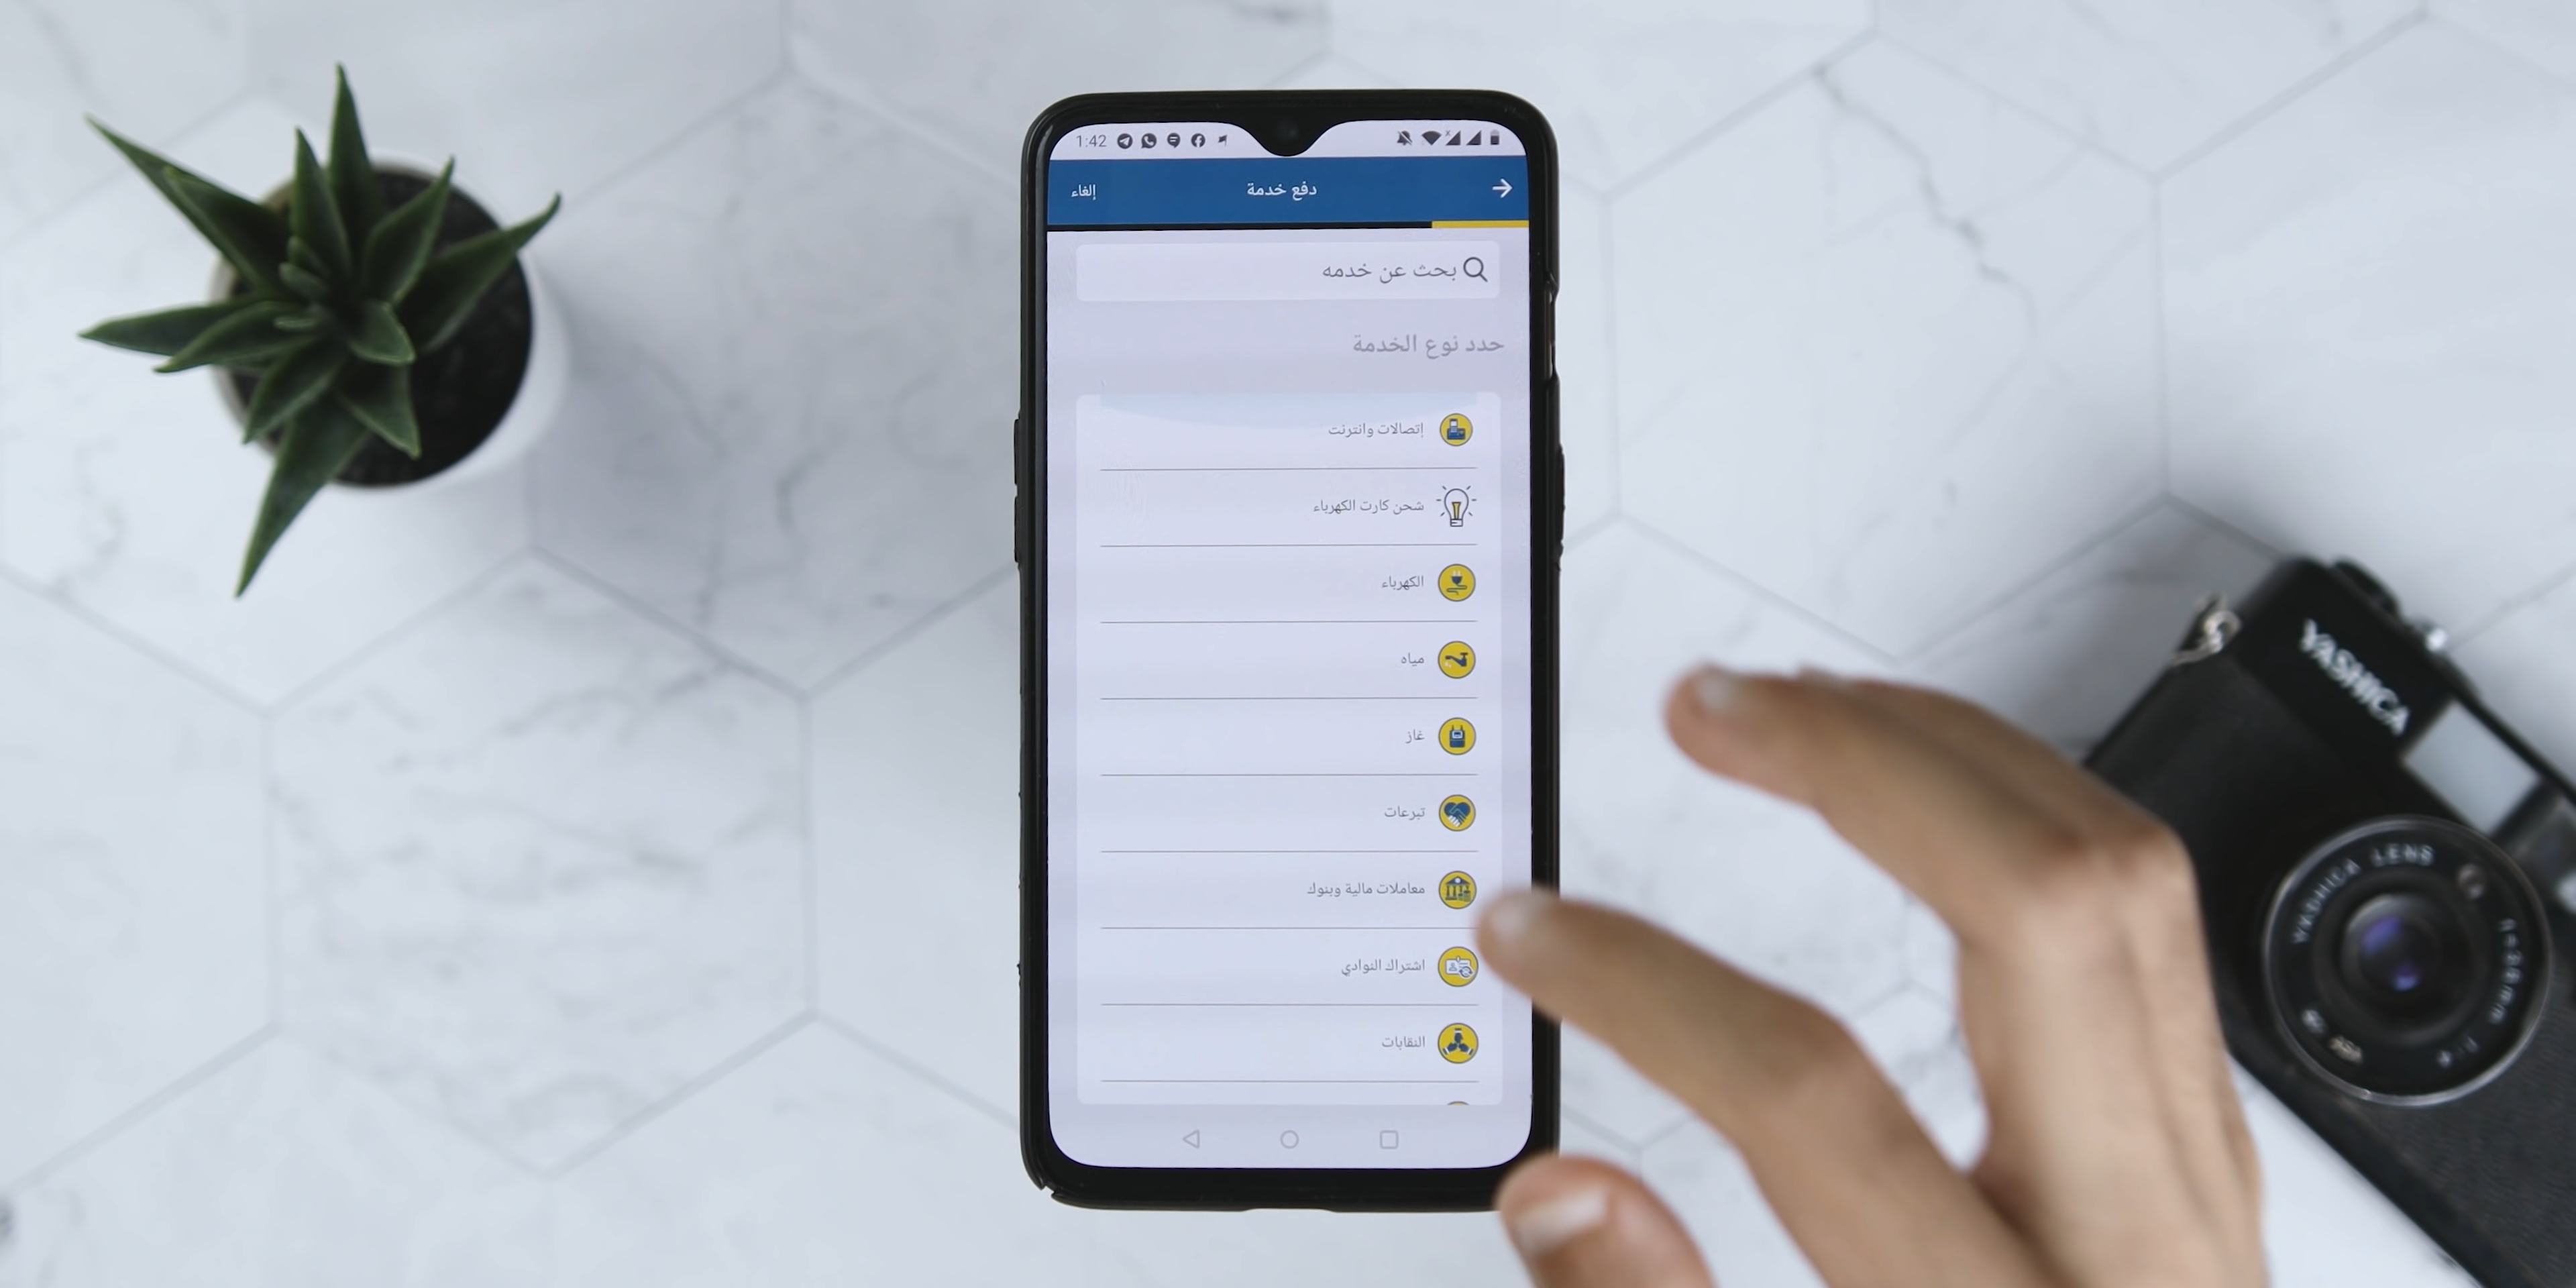 1:42
دفع خدمة
إلغاء
بحث عن خدمه
حدد نوع الخدمة
إتصالات وانترنت
شحن كارت الكهرباء
الكهرباء
مياه
غاز
تبرعات
معاملات مالية وبنوك
اشتراك النوادي
النقابات
YASHICA
YASHICA LENS